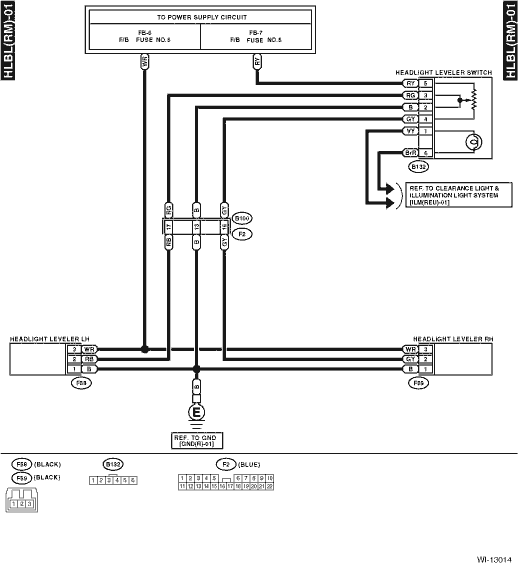 HLBL(RM)-01
HLBL(RM)-01
TO POWER SUPPLY CIRCUIT
FB-6
F/B FUSE NO.5
FB-7
F/B FUSE NO.5
WR
RY
HEADLIGHT LEVELER SWITCH
RY 5
RG 3
B 2
GY 4
VY 1
BrR 6
B132
REF. TO CLEARANCE LIGHT &
ILLUMINATION LIGHT SYSTEM
[ILM(REU)-01]
RG B GY
B100
17 13 16
F2
RB B GY
HEADLIGHT LEVELER LH
HEADLIGHT LEVELER RH
3 WR
WR 3
2 RB
GY 2
1 B
B 1
F58
F59
B
E
REF. TO GND
[GND(R)-01]
F58 (BLACK)
B132
F2 (BLUE)
F59 (BLACK)
1 2 3 4 5 6
1 2 3 4 5 6 7 8 9 10
11 12 13 14 15 16 17 18 19 20 21 22
1 2 3
WI-13014